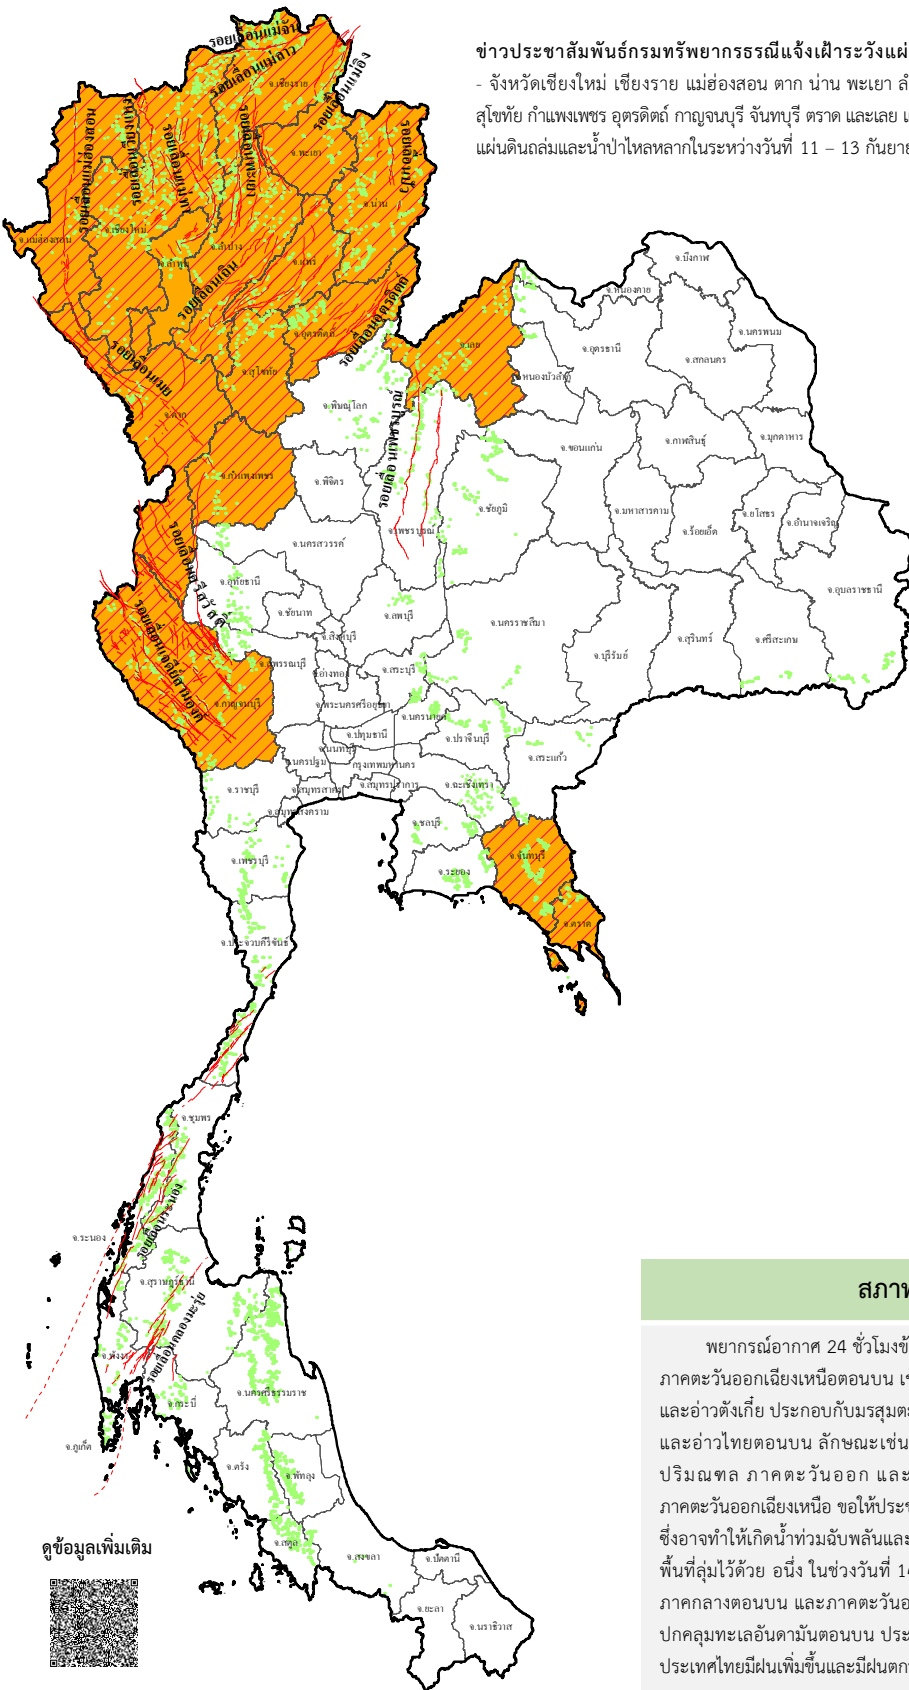 ข่าวประชาสัมพันธ์กรมทรัพยากรธรณีแจ้งเฝ้าระวังแผ่
- จังหวัดเชียงใหม่ เชียงราย แม่ฮ่องสอน ตาก น่าน พะเยา ลำ
สุโขทัย กำแพงเพชร อุตรดิตถ์ กาญจนบุรี จันทบุรี ตราด และเลย เ
แผ่นดินถล่มและน้ำป่าไหลหลากในระหว่างวันที่ 11 – 13 กันยาย
รอยเลื่อนแม่จัน
รอยเลื่อนแม่ลาว
รอยเลื่อนแม่อิง
จ.เชียงราย
รอยเลื่อนแม่ฮ่องสอน
รอยเลื่อนแม่ทา
รอยเลื่อนพะเยา
รอยเลื่อนปัว
จ.พะเยา
จ.น่าน
จ.แม่ฮ่องสอน
จ.เชียงใหม่
จ.ลำปาง
จ.ลำพูน
จ.แพร่
รอยเลื่อนเถิน
รอยเลื่อนอุตรดิตถ์
จ.อุตรดิตถ์
รอยเลื่อนเมย
จ.สุโขทัย
จ.ตาก
จ.เลย
จ.บึงกาฬ
จ.หนองคาย
จ.นครพนม
จ.อุดรธานี
จ.สกลนคร
จ.หนองบัวลำภู
จ.พิษณุโลก
รอยเลื่อนเพชรบูรณ์
จ.ขอนแก่น
จ.กาฬสินธุ์
จ.มุกดาหาร
จ.กำแพงเพชร
จ.พิจิตร
จ.เพชรบูรณ์
จ.ชัยภูมิ
จ.มหาสารคาม
จ.ร้อยเอ็ด
จ.ยโสธร
จ.อำนาจเจริญ
จ.นครสวรรค์
รอยเลื่อนศรีสวัสดิ์
จ.อุทัยธานี
จ.ชัยนาท
จ.ลพบุรี
จ.นครราชสีมา
จ.บุรีรัมย์
จ.สุรินทร์
จ.ศรีสะเกษ
จ.อุบลราชธานี
รอยเลื่อนเจดีย์สามองค์
จ.สิงห์บุรี
จ.สุพรรณบุรี
จ.อ่างทอง
จ.สระบุรี
จ.กาญจนบุรี
จ.พระนครศรีอยุธยา
จ.นครนายก
จ.ปทุมธานี
จ.ปราจีนบุรี
จ.นนทบุรี
จ.สระแก้ว
จ.นครปฐม
กรุงเทพมหานคร
จ.ราชบุรี
จ.สมุทรสาคร
จ.สมุทรปราการ
จ.ฉะเชิงเทรา
จ.สมุทรสงคราม
จ.ชลบุรี
จ.เพชรบุรี
จ.ระยอง
จ.จันทบุรี
จ.ตราด
จ.ประจวบคีรีขันธ์
จ.ชุมพร
รอยเลื่อนระนอง
จ.ระนอง
จ.สุราษฎร์ธานี
รอยเลื่อนคลองมะรุ่ย
จ.พังงา
จ.กระบี่
จ.นครศรีธรรมราช
จ.ภูเก็ต
จ.ตรัง
จ.พัทลุง
จ.สตูล
จ.สงขลา
จ.ปัตตานี
จ.ยะลา
จ.นราธิวาส
ดูข้อมูลเพิ่มเติม
สภาพ
พยากรณ์อากาศ 24 ชั่วโมงข้
ภาคตะวันออกเฉียงเหนือตอนบน เข
และอ่าวตังเกี๋ย ประกอบกับมรสุมตะ
และอ่าวไทยตอนบน ลักษณะเช่น
ปริมณฑล ภาคตะวันออก และ
ภาคตะวันออกเฉียงเหนือ ขอให้ประช
ซึ่งอาจทำให้เกิดน้ำท่วมฉับพลันและ
พื้นที่ลุ่มไว้ด้วย อนึ่ง ในช่วงวันที่ 14
ภาคกลางตอนบน และภาคตะวันอ
ปกคลุมทะเลอันดามันตอนบน ประ
ประเทศไทยมีฝนเพิ่มขึ้นและมีฝนตก